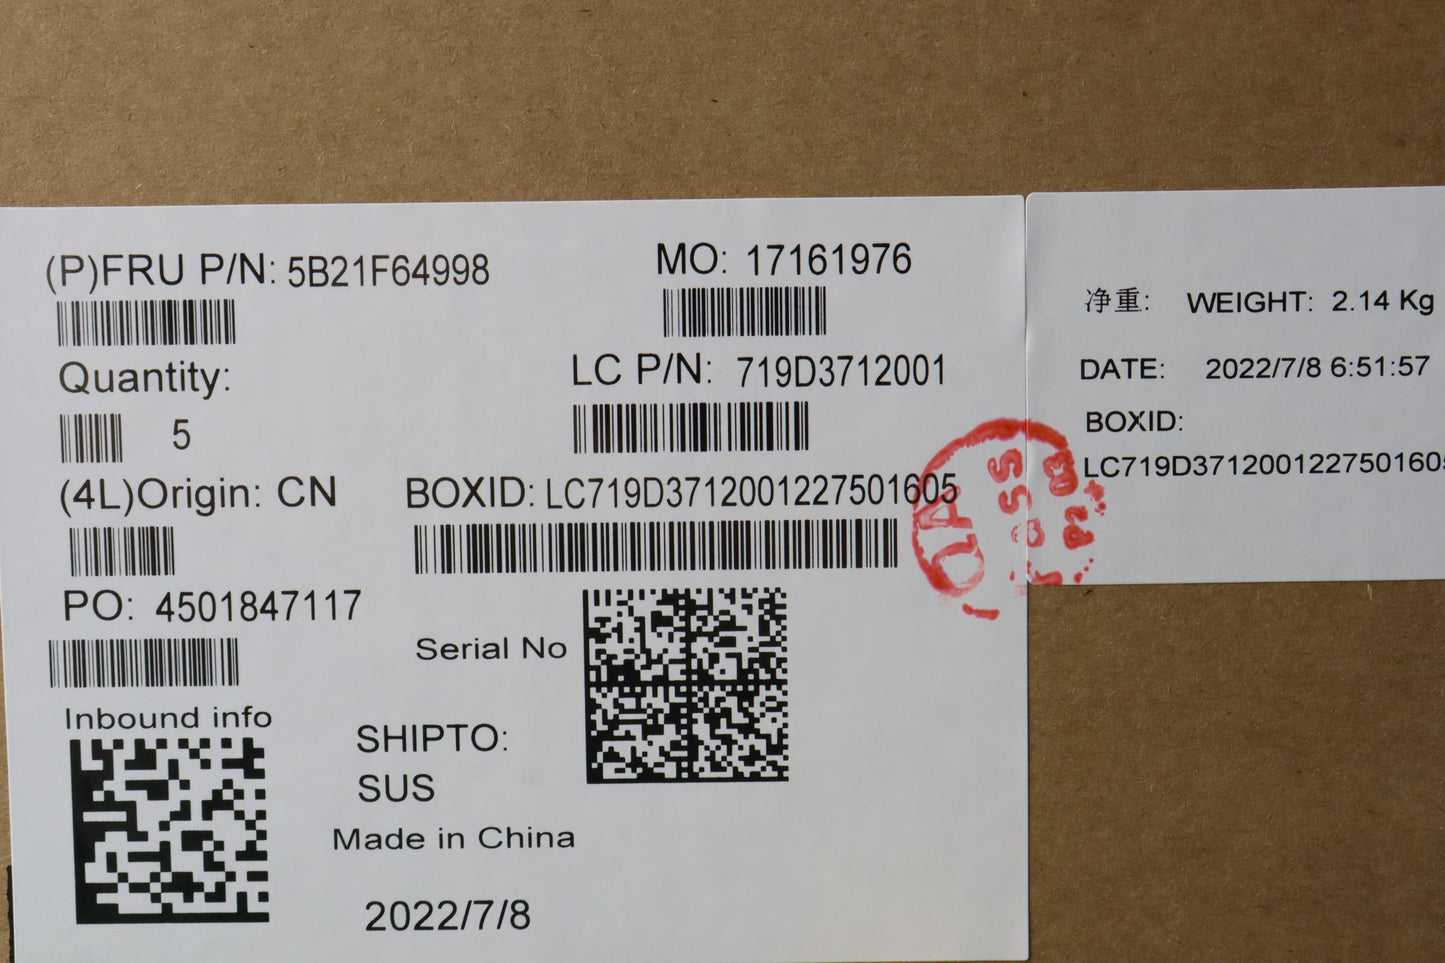 (P)FRU P/N: 5B21F64998
MO: 17161976
Quantity:
5
LC P/N: 719D3712001
(4L)Origin: CN
BOXID: LC719D3712001227501605
PO: 4501847117
Serial No
Inbound info
SHIPTO:
SUS
Made in China
2022/7/8
净重: WEIGHT: 2.14 Kg
DATE: 2022/7/8 6:51:57
BOXID:
LC719D3712001227501605